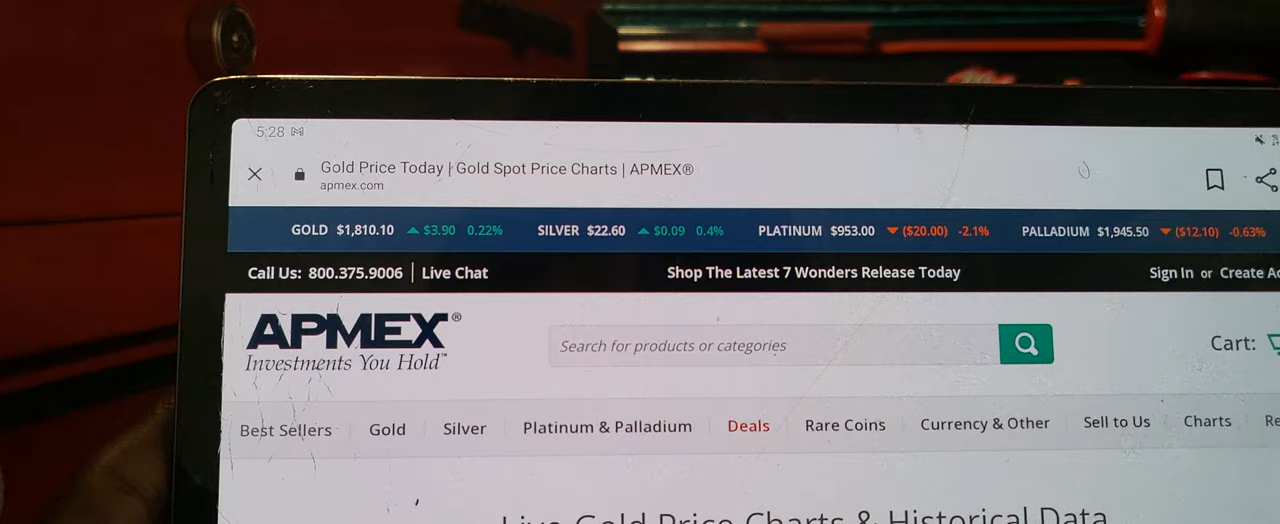 5:28
Gold Price Today | Gold Spot Price Charts | APMEX®
apmex.com
GOLD $1,810.10 ▲ $3.90 0.22% SILVER $22.60 ▲ $0.09 0.4% PLATINUM $953.00 ▼ ($20.00) -2.1% PALLADIUM $1,945.50 ▼ ($12.10) -0.63%
Call Us: 800.375.9006 | Live Chat Shop The Latest 7 Wonders Release Today Sign In or Create
APMEX®
Investments You Hold™
Search for products or categories
Cart:
Best Sellers Gold Silver Platinum & Palladium Deals Rare Coins Currency & Other Sell to Us Charts
Live Gold Price Charts & Historical Data